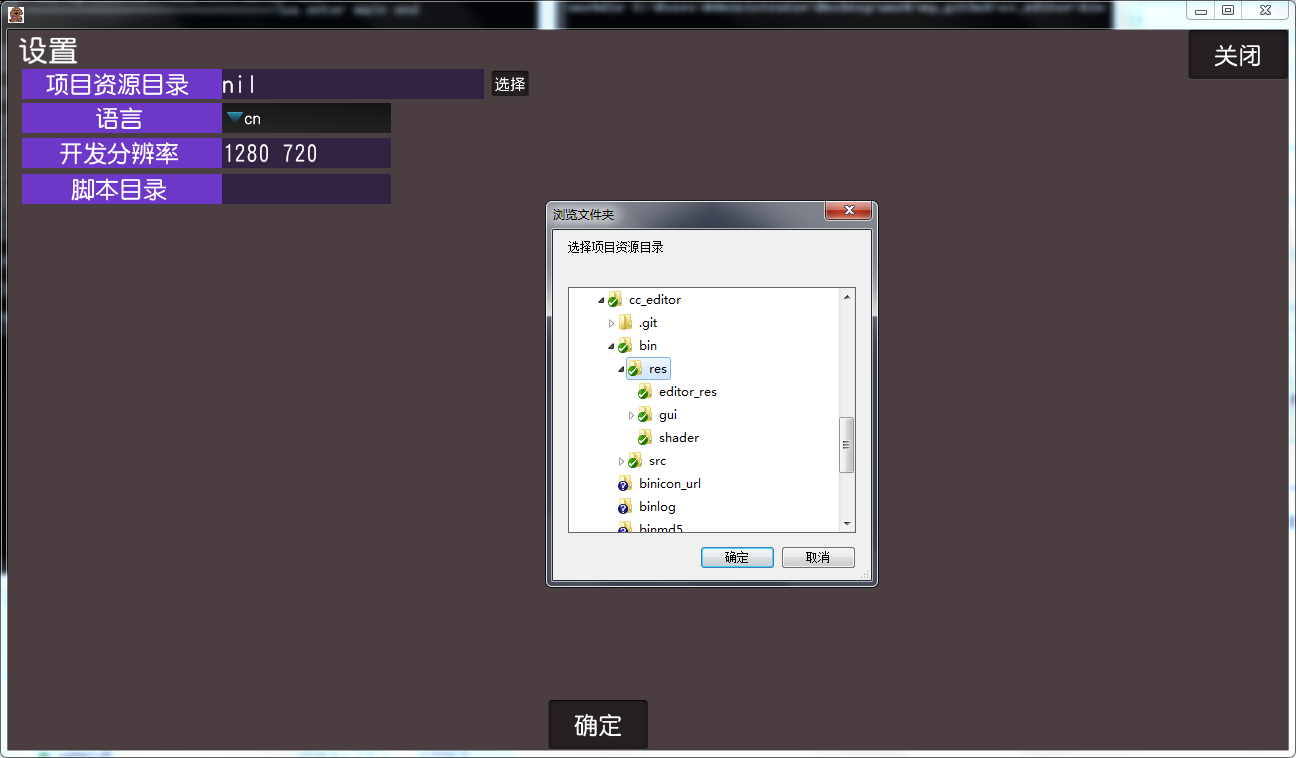 设置
关闭
项目资源目录 nil 选择
语言 cn
开发分辨率 1280 720
脚本目录
浏览文件夹
选择项目资源目录
cc_editor
.git
bin
res
editor_res
gui
shader
src
binicon_url
binlog
binmd5
确定 取消
确定